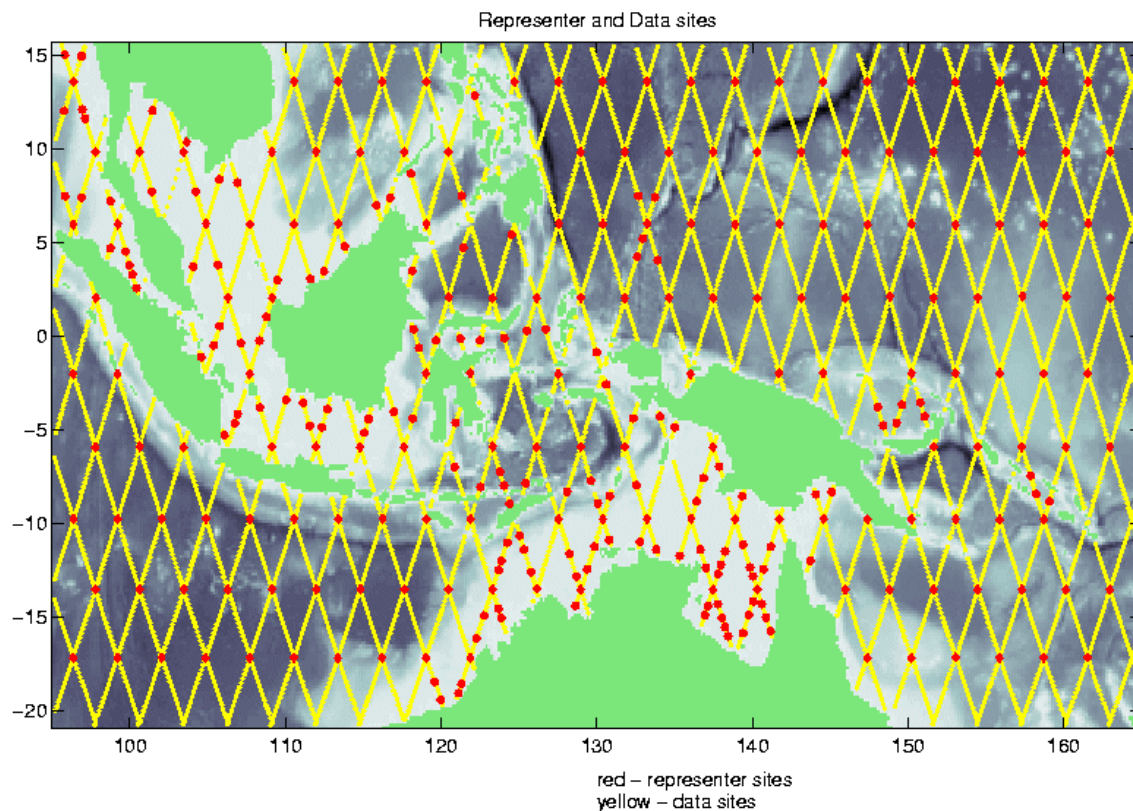 Representer and Data sites
15
10
5
0
−5
−10
−15
−20
100 110 120 130 140 150 160
red – representer sites
yellow – data sites